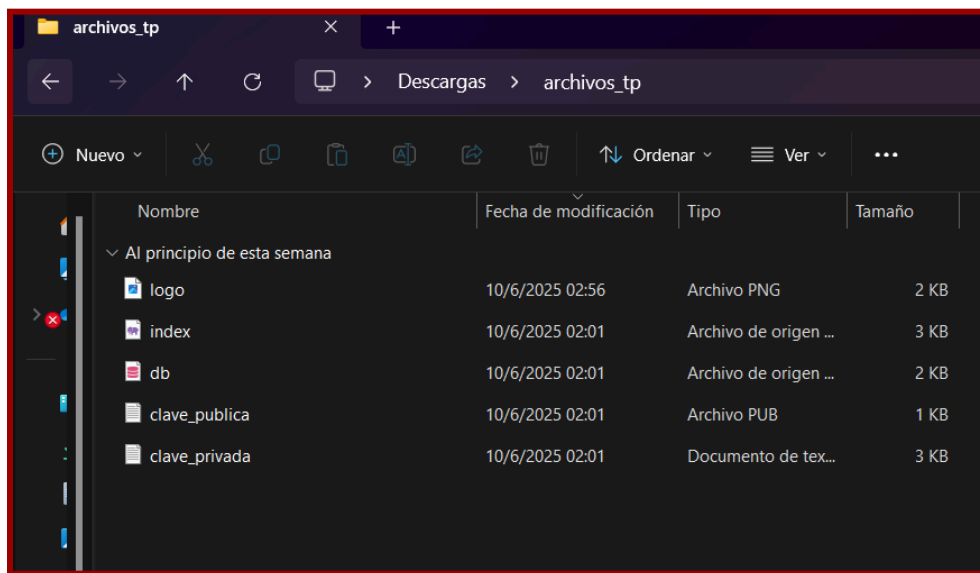 archivos_tp
Descargas > archivos_tp
Nuevo Ordenar Ver ...
Nombre Fecha de modificación Tipo Tamaño
Al principio de esta semana
logo 10/6/2025 02:56 Archivo PNG 2 KB
index 10/6/2025 02:01 Archivo de origen ... 3 KB
db 10/6/2025 02:01 Archivo de origen ... 2 KB
clave_publica 10/6/2025 02:01 Archivo PUB 1 KB
clave_privada 10/6/2025 02:01 Documento de tex... 3 KB